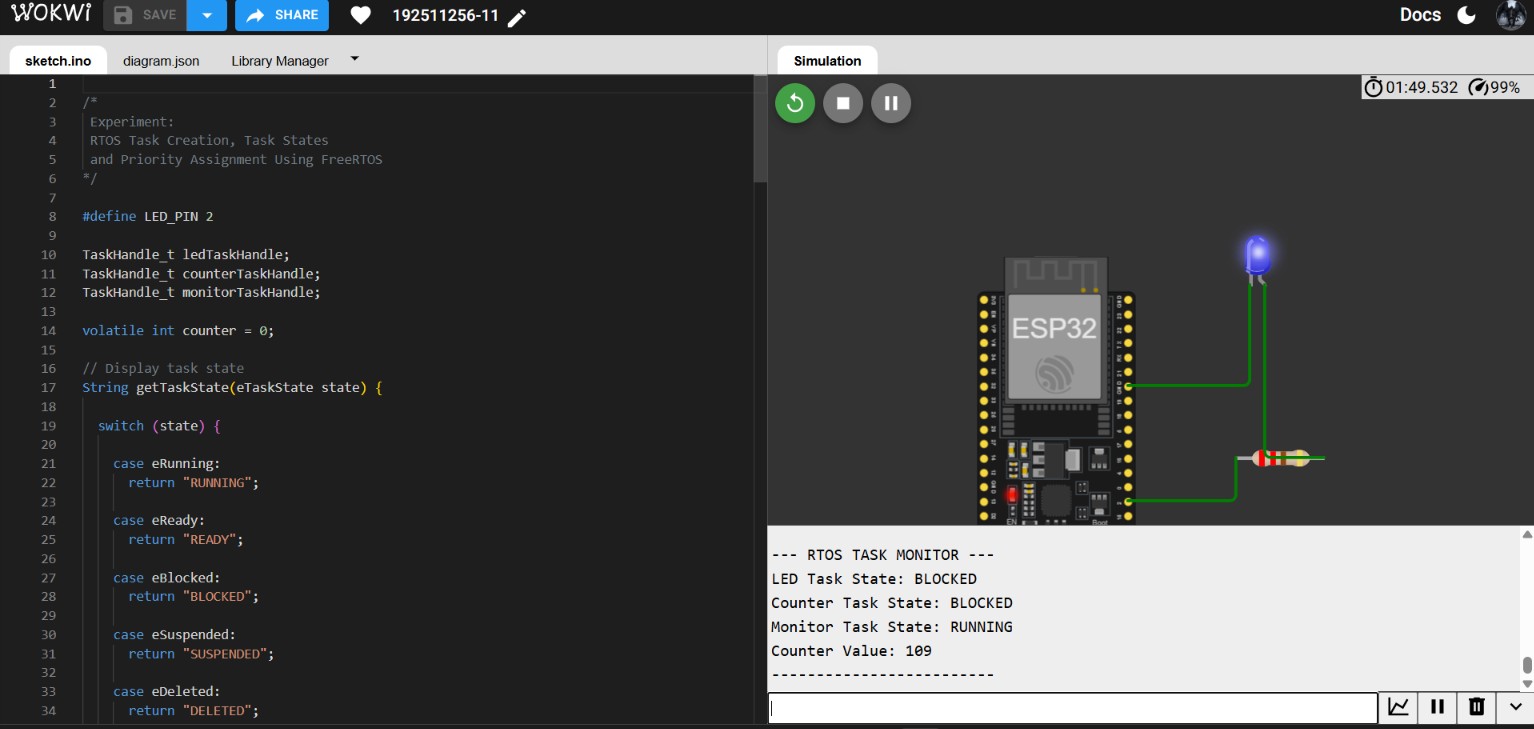 WOKWI
SAVE
SHARE
192511256-11
Docs
sketch.ino
diagram.json
Library Manager
Simulation
01:49.532
99%
1
2 /*
3 Experiment:
4 RTOS Task Creation, Task States
5 and Priority Assignment Using FreeRTOS
6 */
7
8 #define LED_PIN 2
9
10 TaskHandle_t ledTaskHandle;
11 TaskHandle_t counterTaskHandle;
12 TaskHandle_t monitorTaskHandle;
13
14 volatile int counter = 0;
15
16 // Display task state
17 String getTaskState(eTaskState state) {
18
19 switch (state) {
20
21 case eRunning:
22 return "RUNNING";
23
24 case eReady:
25 return "READY";
26
27 case eBlocked:
28 return "BLOCKED";
29
30 case eSuspended:
31 return "SUSPENDED";
32
33 case eDeleted:
34 return "DELETED";
ESP32
EN
Boot
--- RTOS TASK MONITOR ---
LED Task State: BLOCKED
Counter Task State: BLOCKED
Monitor Task State: RUNNING
Counter Value: 109
-------------------------